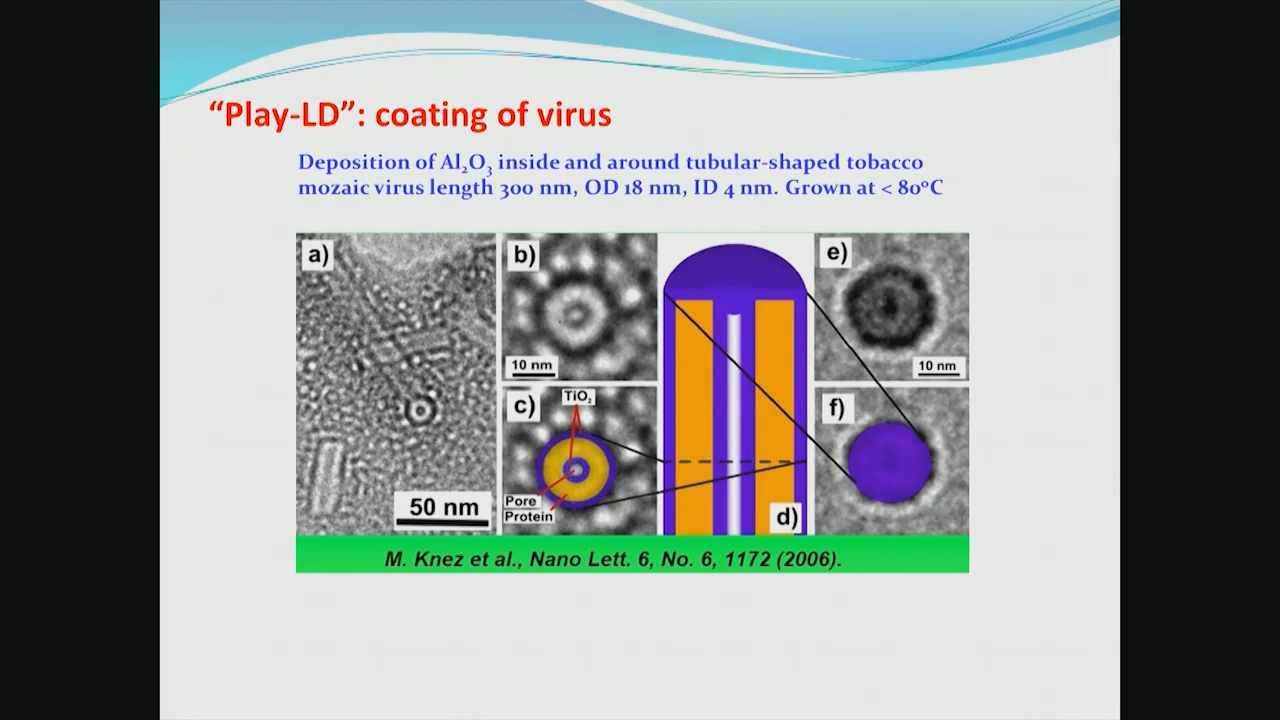 “Play-LD”: coating of virus
Deposition of Al₂O₃ inside and around tubular-shaped tobacco
mozaic virus length 300 nm, OD 18 nm, ID 4 nm. Grown at < 80°C
a)
50 nm
b)
10 nm
c)
TiO₂
Pore
Protein
d)
e)
10 nm
f)
M. Knez et al., Nano Lett. 6, No. 6, 1172 (2006).